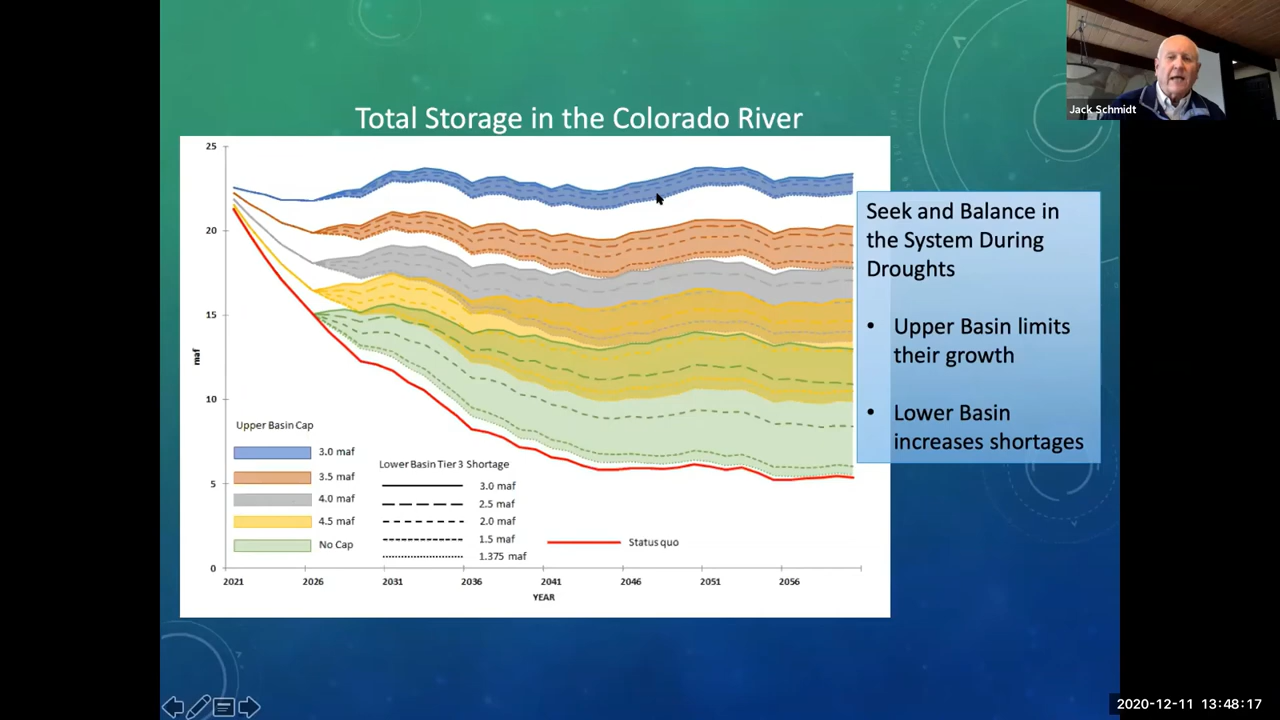 Jack Schmidt
Total Storage in the Colorado River
25
20
15
maf
10
5
0
2021
2026
2031
2036
2041
2046
2051
2056
YEAR
Upper Basin Cap
3.0 maf
3.5 maf
4.0 maf
4.5 maf
No Cap
Lower Basin Tier 3 Shortage
3.0 maf
2.5 maf
2.0 maf
1.5 maf
1.375 maf
Status quo
Seek and Balance in
the System During
Droughts
• Upper Basin limits
their growth
• Lower Basin
increases shortages
2020-12-11 13:48:17